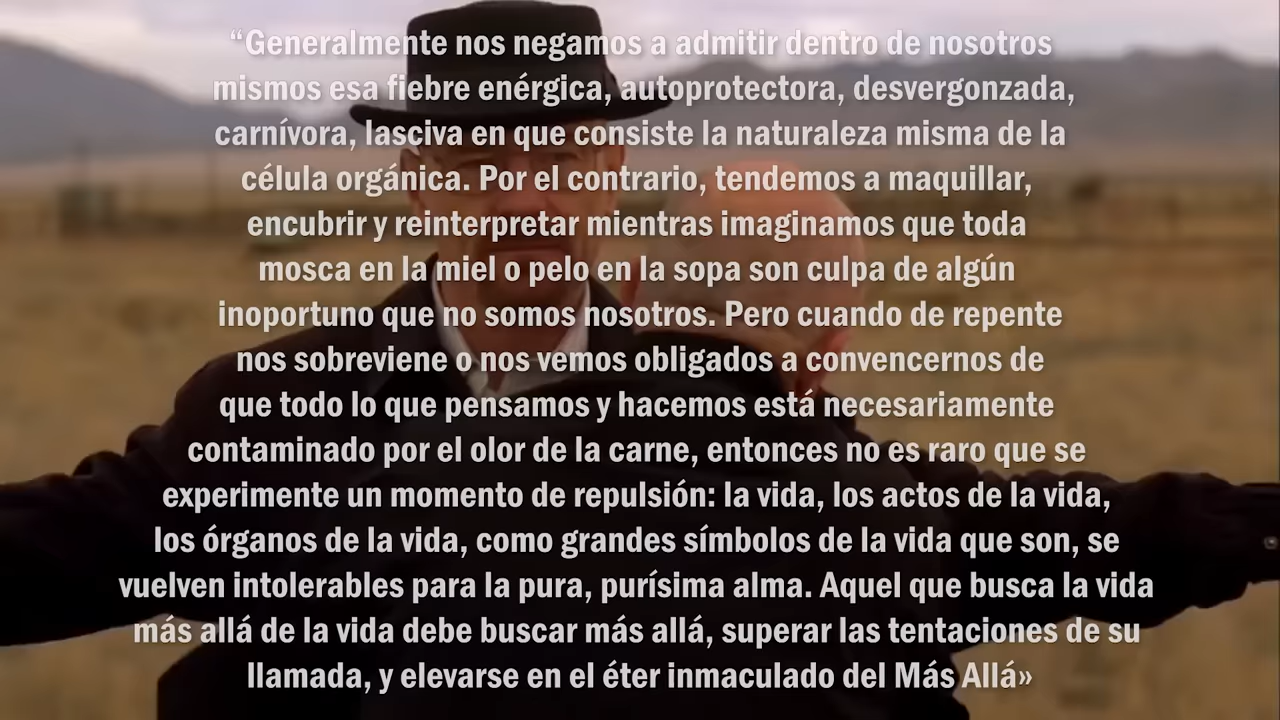 “Generalmente nos negamos a admitir dentro de nosotros
mismos esa fiebre enérgica, autoprotectora, desvergonzada,
carnívora, lasciva en que consiste la naturaleza misma de la
célula orgánica. Por el contrario, tendemos a maquillar,
encubrir y reinterpretar mientras imaginamos que toda
mosca en la miel o pelo en la sopa son culpa de algún
inoportuno que no somos nosotros. Pero cuando de repente
nos sobreviene o nos vemos obligados a convencernos de
que todo lo que pensamos y hacemos está necesariamente
contaminado por el olor de la carne, entonces no es raro que se
experimente un momento de repulsión: la vida, los actos de la vida,
los órganos de la vida, como grandes símbolos de la vida que son, se
vuelven intolerables para la pura, purísima alma. Aquel que busca la vida
más allá de la vida debe buscar más allá, superar las tentaciones de su
llamada, y elevarse en el éter inmaculado del Más Allá»